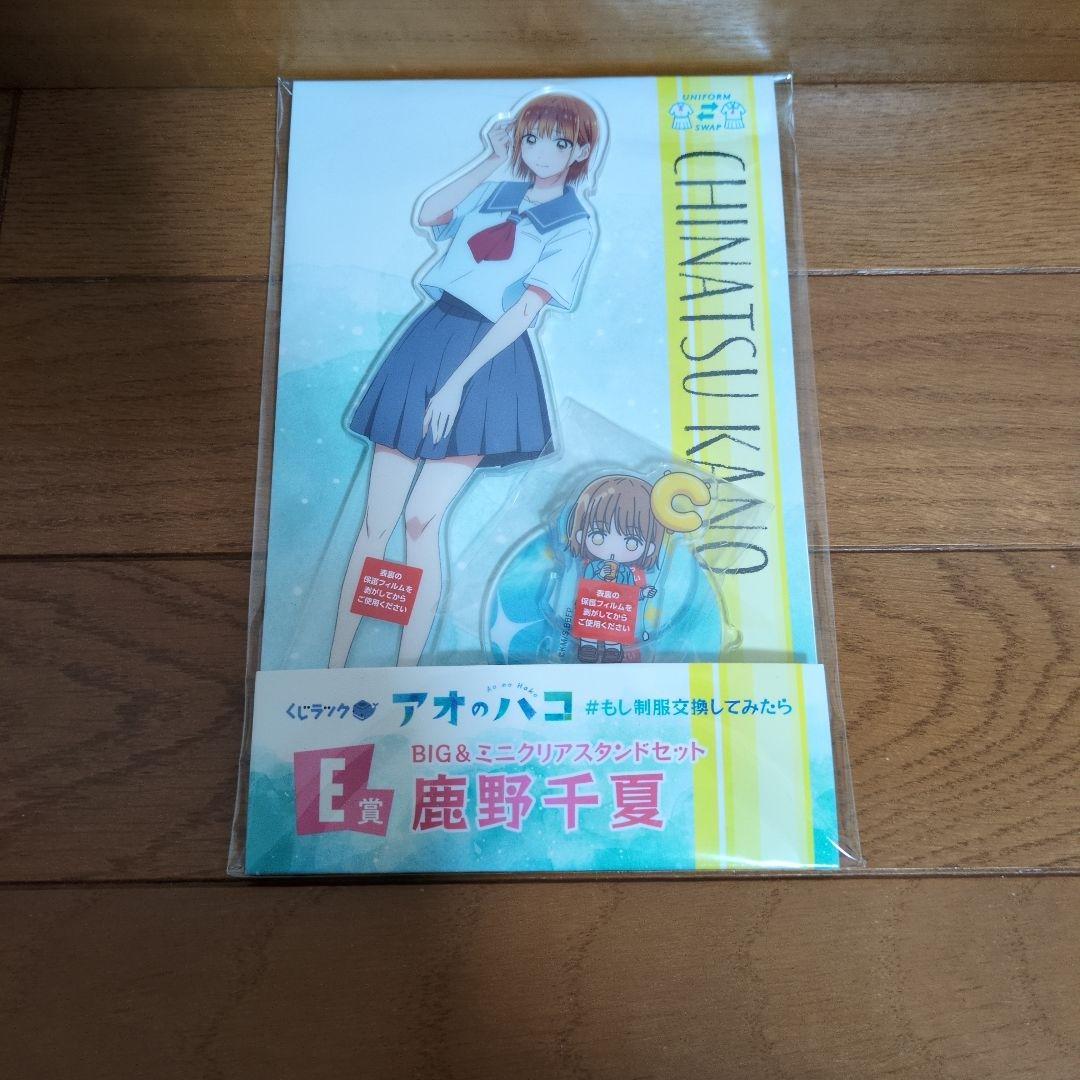 UNIFORM
SWAP
CHINATSU KANO
C
表裏の
保護フィルムを
剥がしてから
ご使用ください
表裏の
保護フィルムを
剥がしてから
ご使用ください
©KM/S,BBFP
Ao no Hako
くじラック アオのハコ #もし制服交換してみたら
BIG&ミニクリアスタンドセット
E賞 鹿野千夏